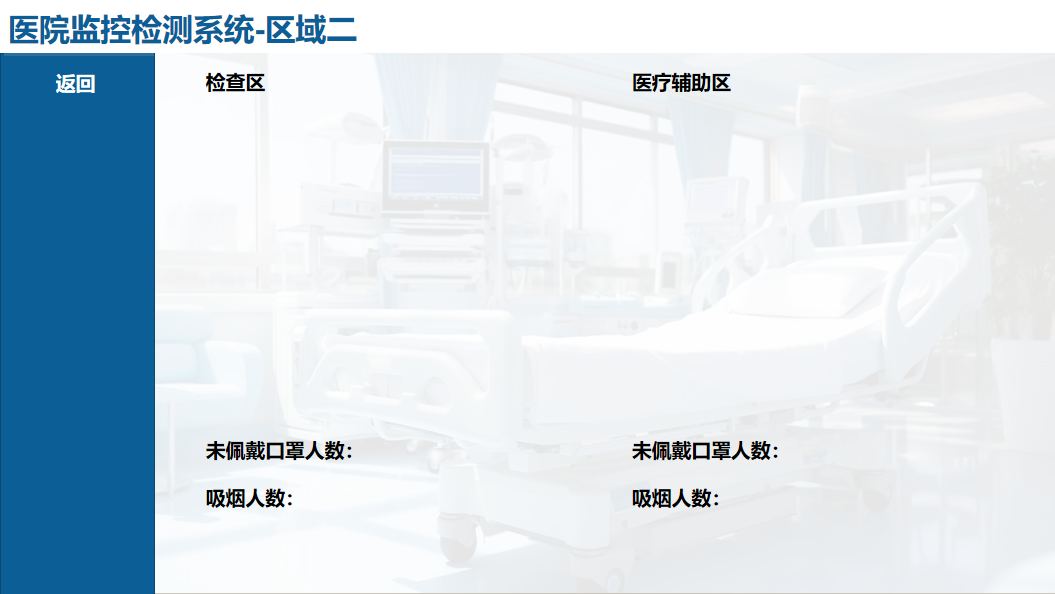 医院监控检测系统-区域二
返回
检查区
医疗辅助区
未佩戴口罩人数：
未佩戴口罩人数：
吸烟人数：
吸烟人数：